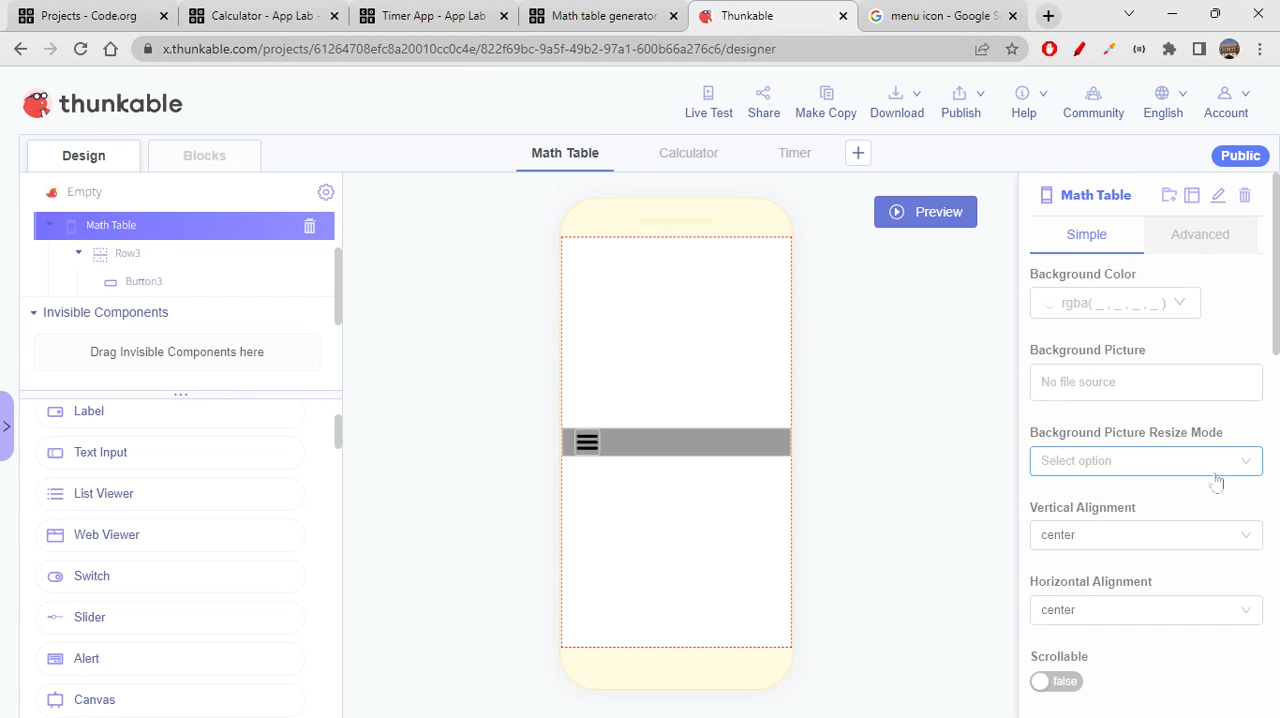 Projects - Code.org
Calculator - App Lab -
Timer App - App Lab -
Math table generator
Thunkable
menu icon - Google S
x.thunkable.com/projects/61264708efc8a20010cc0c4e/822f69bc-9a5f-49b2-97a1-600b66a276c6/designer
thunkable
Live Test
Share
Make Copy
Download
Publish
Help
Community
English
Account
Design
Blocks
Math Table
Calculator
Timer
Public
Empty
Math Table
Row3
Button3
Invisible Components
Drag Invisible Components here
Label
Text Input
List Viewer
Web Viewer
Switch
Slider
Alert
Canvas
Preview
Math Table
Simple
Advanced
Background Color
rgba( _ , _ , _ , _ )
Background Picture
No file source
Background Picture Resize Mode
Select option
Vertical Alignment
center
Horizontal Alignment
center
Scrollable
false